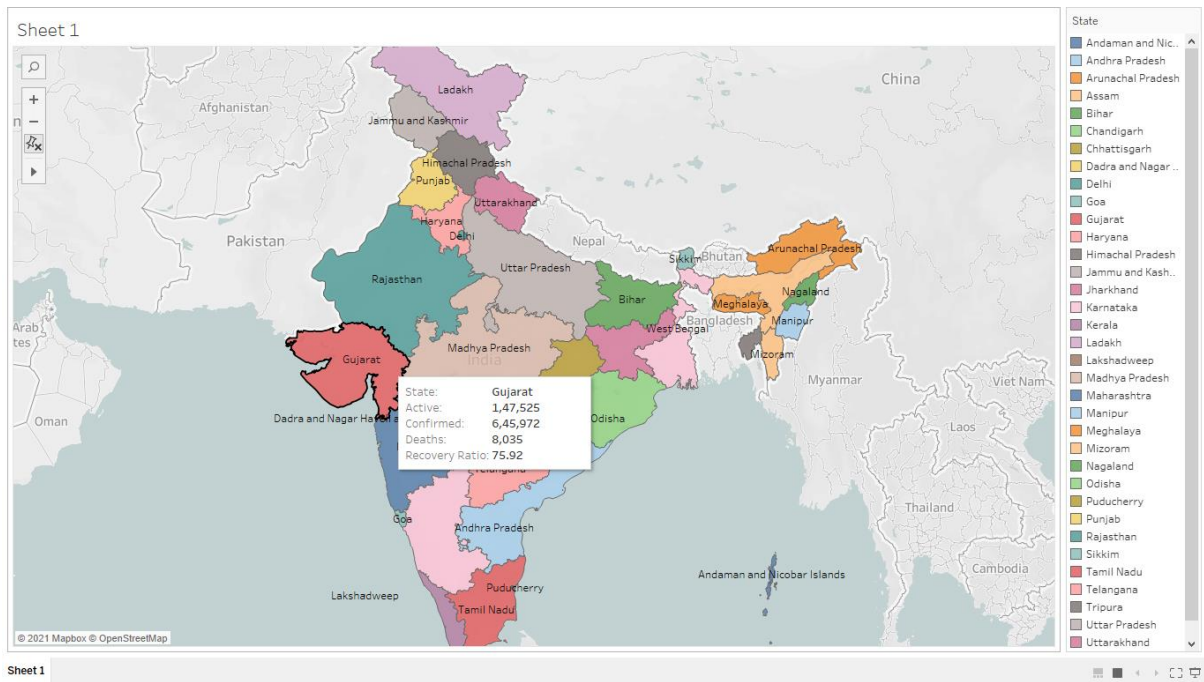 Sheet 1
Ladakh
China
Afghanistan
Jammu and Kashmir
Himachal Pradesh
Punjab
Uttarakhand
Haryana
Delhi
Pakistan
Nepal
Sikkim
Bhutan
Arunachal Pradesh
Rajasthan
Uttar Pradesh
Bihar
Nagaland
Meghalaya
Bangladesh
Manipur
West Bengal
Arab
tes
Gujarat
Madhya Pradesh
India
Mizoram
Myanmar
Viet Nam
Oman
Dadra and Nagar Ha
State: Gujarat
Active: 1,47,525
Confirmed: 6,45,972
Deaths: 8,035
Recovery Ratio: 75.92
Odisha
Laos
Telangana
Goa
Andhra Pradesh
Thailand
Cambodia
Andaman and Nicobar Islands
Lakshadweep
Puducherry
Tamil Nadu
© 2021 Mapbox © OpenStreetMap
State
Andaman and Nic..
Andhra Pradesh
Arunachal Pradesh
Assam
Bihar
Chandigarh
Chhattisgarh
Dadra and Nagar ..
Delhi
Goa
Gujarat
Haryana
Himachal Pradesh
Jammu and Kash..
Jharkhand
Karnataka
Kerala
Ladakh
Lakshadweep
Madhya Pradesh
Maharashtra
Manipur
Meghalaya
Mizoram
Nagaland
Odisha
Puducherry
Punjab
Rajasthan
Sikkim
Tamil Nadu
Telangana
Tripura
Uttar Pradesh
Uttarakhand
Sheet 1